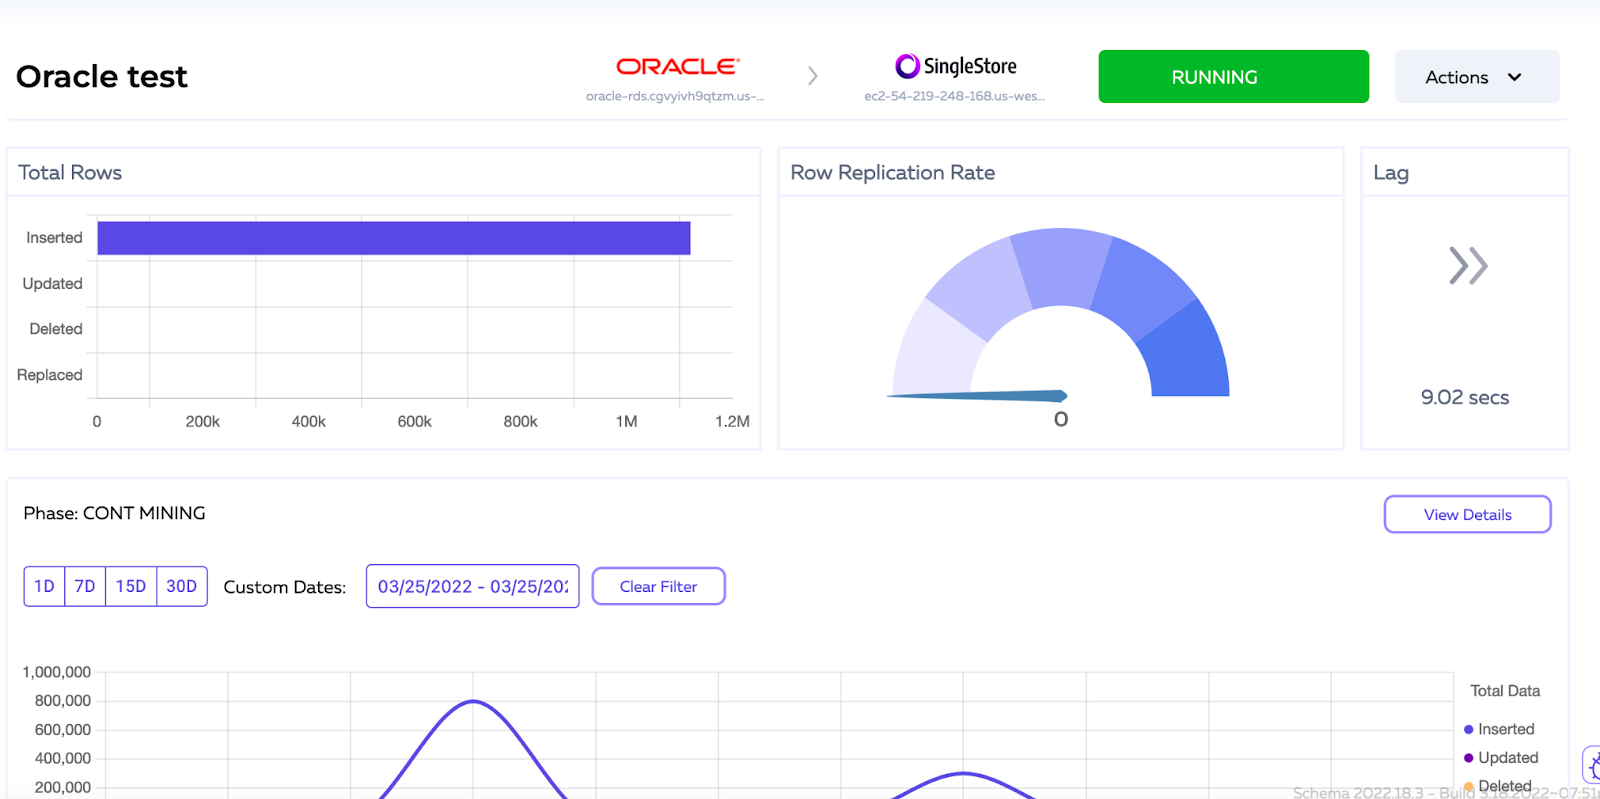 Oracle test
ORACLE
oracle-rds.cgvyivh9qtzm.us-...
SingleStore
ec2-54-219-248-168.us-wes...
RUNNING
Actions
Total Rows
Inserted
Updated
Deleted
Replaced
0 200k 400k 600k 800k 1M 1.2M
Row Replication Rate
0
Lag
9.02 secs
Phase: CONT MINING
View Details
1D 7D 15D 30D
Custom Dates:
03/25/2022 - 03/25/202
Clear Filter
1,000,000
800,000
600,000
400,000
200,000
Total Data
Inserted
Updated
Deleted
Schema 2022.18.3 - Build 3.18.2022~07:51